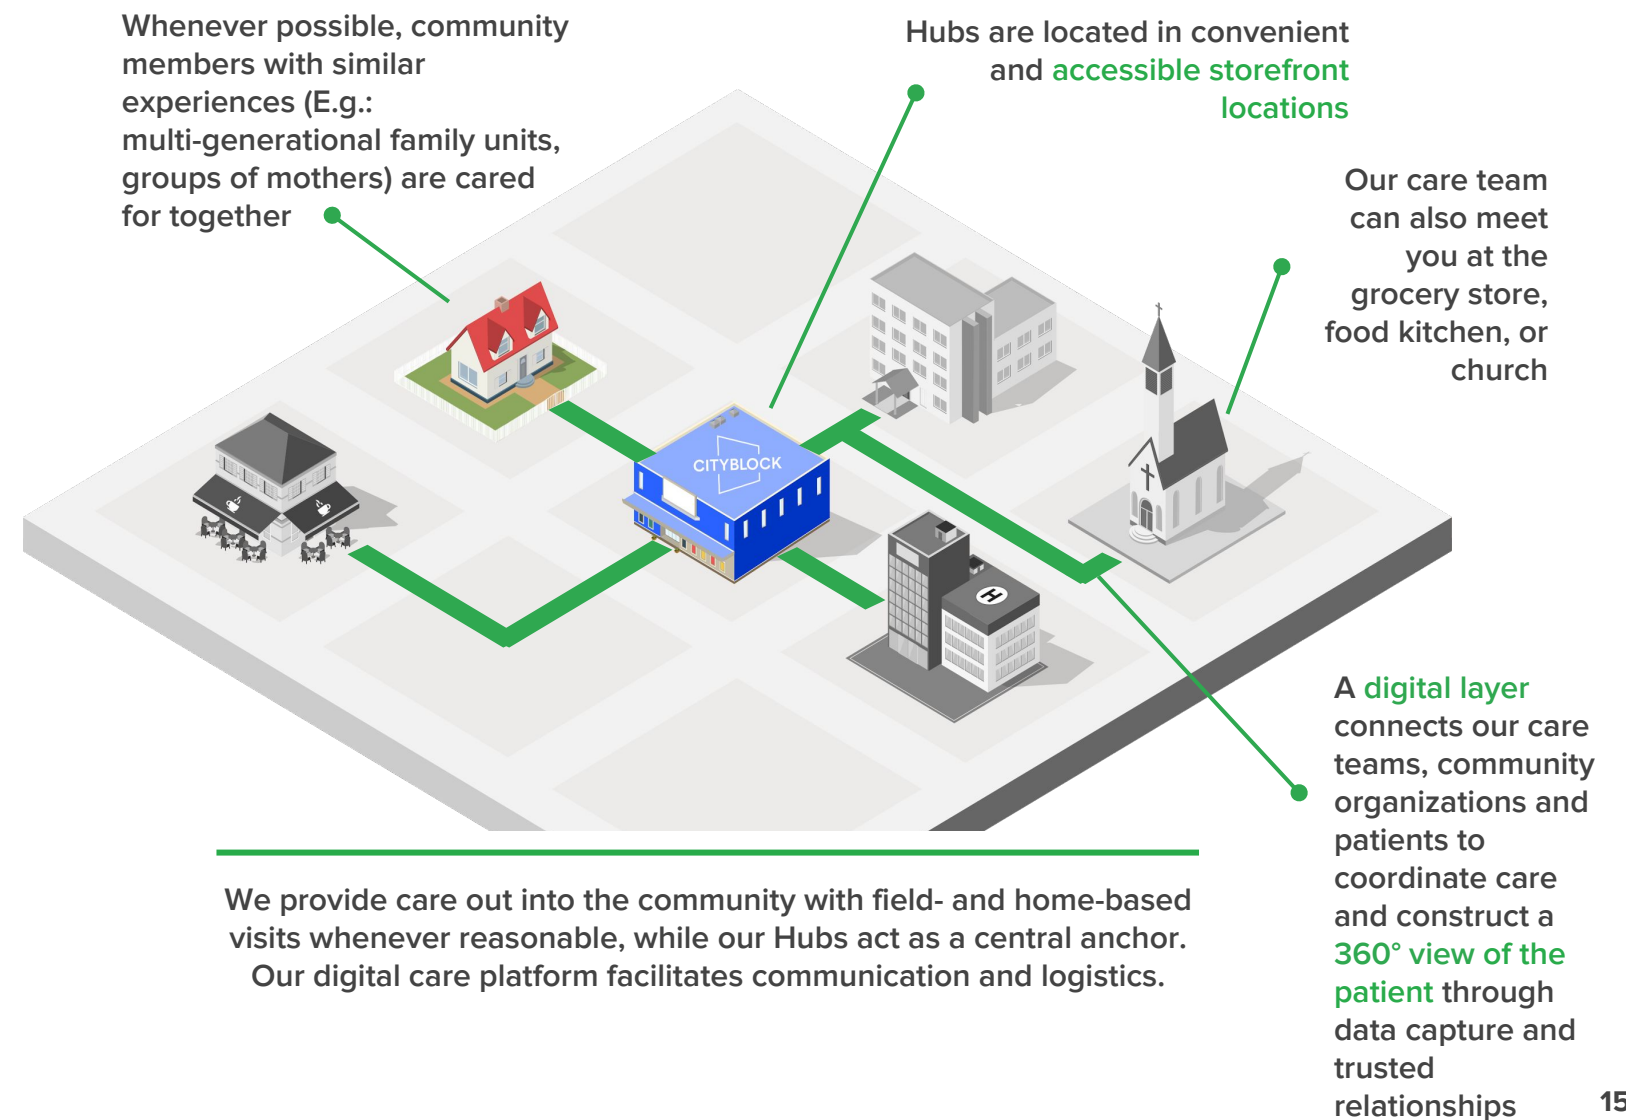 Whenever possible, community
members with similar
experiences (E.g.:
multi-generational family units,
groups of mothers) are cared
for together
Hubs are located in convenient
and accessible storefront
locations
Our care team
can also meet
you at the
grocery store,
food kitchen, or
church
CITYBLOCK
H
A digital layer
connects our care
teams, community
organizations and
patients to
coordinate care
and construct a
360° view of the
patient through
data capture and
trusted
relationships
We provide care out into the community with field- and home-based
visits whenever reasonable, while our Hubs act as a central anchor.
Our digital care platform facilitates communication and logistics.
15